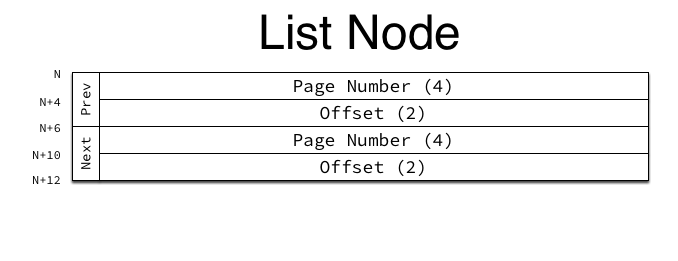 List Node
N
Prev
Page Number (4)
N+4
Offset (2)
N+6
Next
Page Number (4)
N+10
Offset (2)
N+12